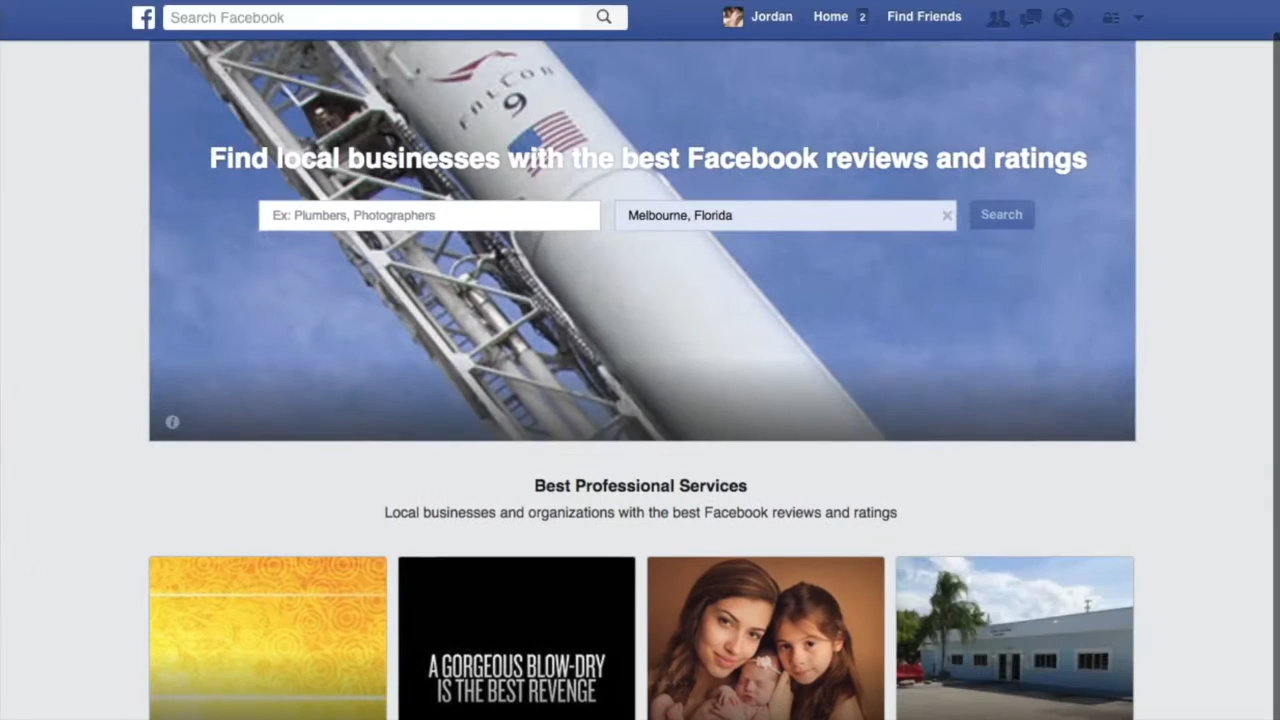 Search Facebook
Jordan
Home 2
Find Friends
FALCON
9
Find local businesses with the best Facebook reviews and ratings
Ex: Plumbers, Photographers
Melbourne, Florida
Search
Best Professional Services
Local businesses and organizations with the best Facebook reviews and ratings
A GORGEOUS BLOW-DRY
IS THE BEST REVENGE